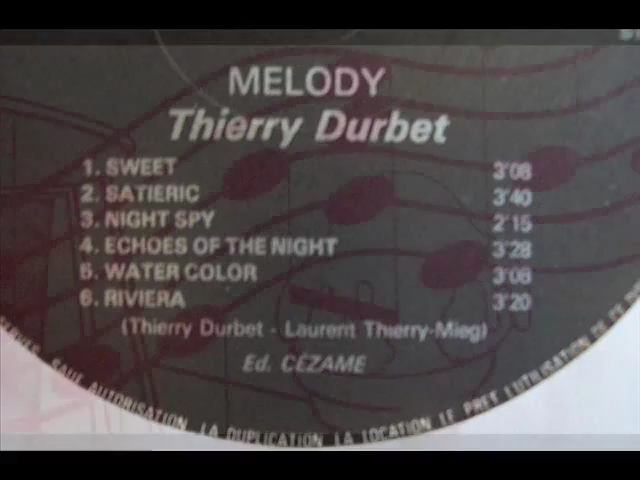 MELODY
Thierry Durbet
1. SWEET 3'08
2. SATIERIC 3'40
3. NIGHT SPY 2'15
4. ECHOES OF THE NIGHT 3'28
5. WATER COLOR 3'08
6. RIVIERA 3'20
(Thierry Durbet - Laurent Thierry-Mieg)
Ed. CÉZAME
SAUF AUTORISATION, LA DUPLICATION, LA LOCATION LE PRET L'UTILISATION DE CE